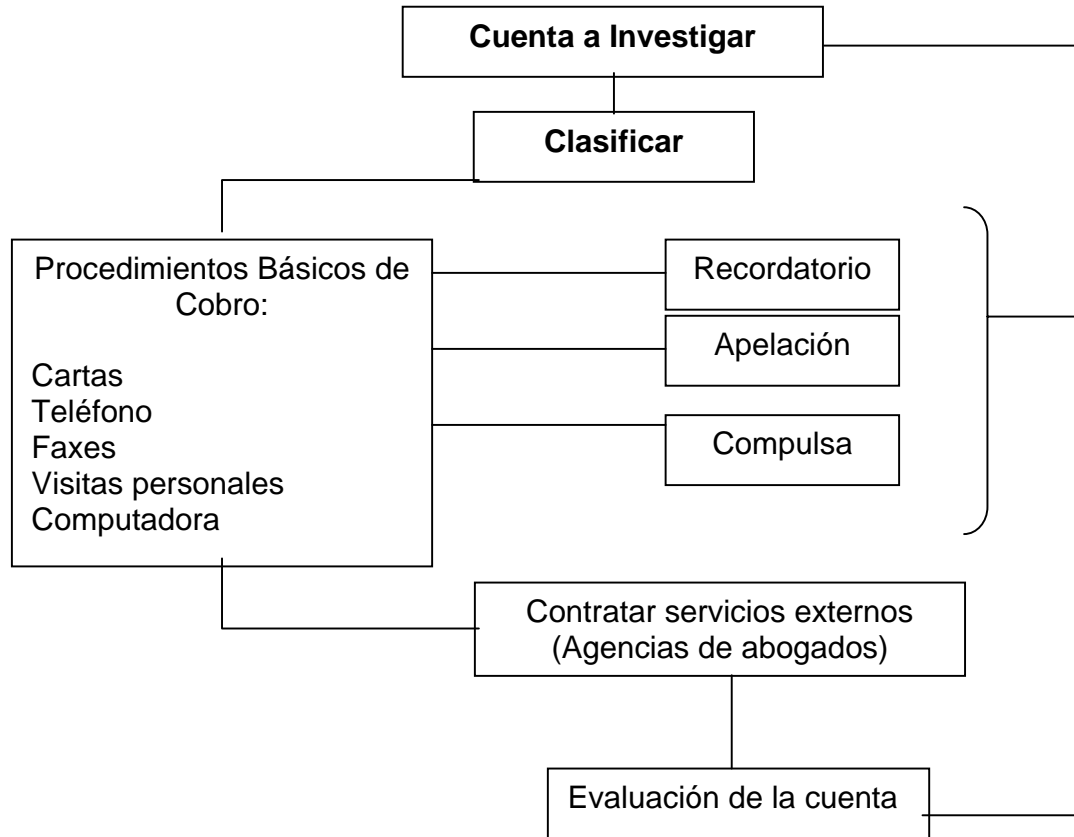 Cuenta a Investigar
Clasificar
Procedimientos Básicos de
Cobro:
Cartas
Teléfono
Faxes
Visitas personales
Computadora
Recordatorio
Apelación
Compulsa
Contratar servicios externos
(Agencias de abogados)
Evaluación de la cuenta